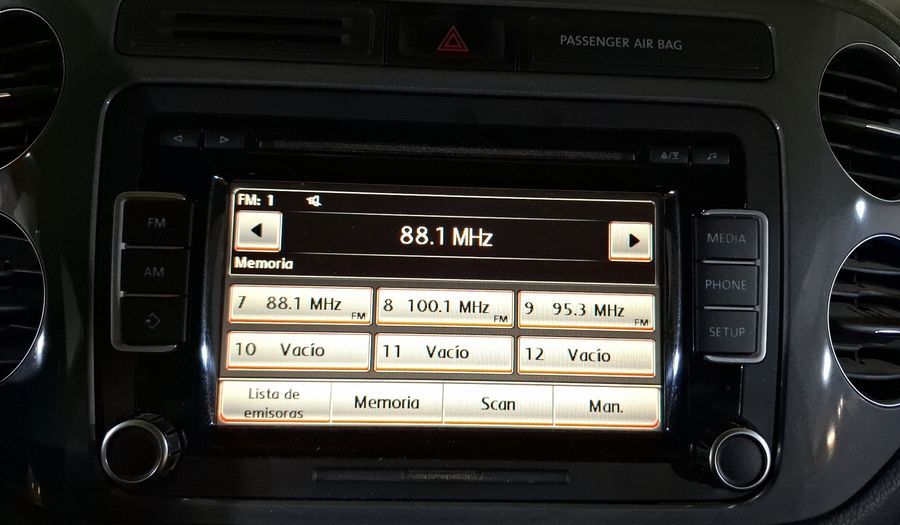 PASSENGER AIR BAG
FM
AM
FM: 1
88.1 MHz
Memoria
7 88.1 MHz FM
8 100.1 MHz FM
9 95.3 MHz FM
10 Vacío
11 Vacío
12 Vacío
Lista de
emisoras
Memoria
Scan
Man.
MEDIA
PHONE
SETUP